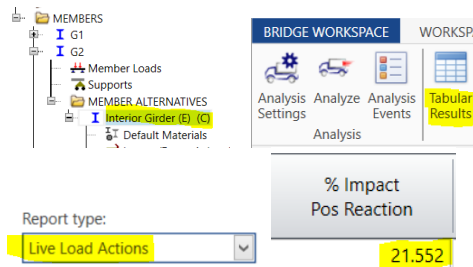 MEMBERS
G1
G2
Member Loads
Supports
MEMBER ALTERNATIVES
Interior Girder (E) (C)
Default Materials
BRIDGE WORKSPACE WORKSP
Analysis Settings
Analyze
Analysis Events
Tabular Results
Analysis
Report type:
Live Load Actions
% Impact
Pos Reaction
21.552